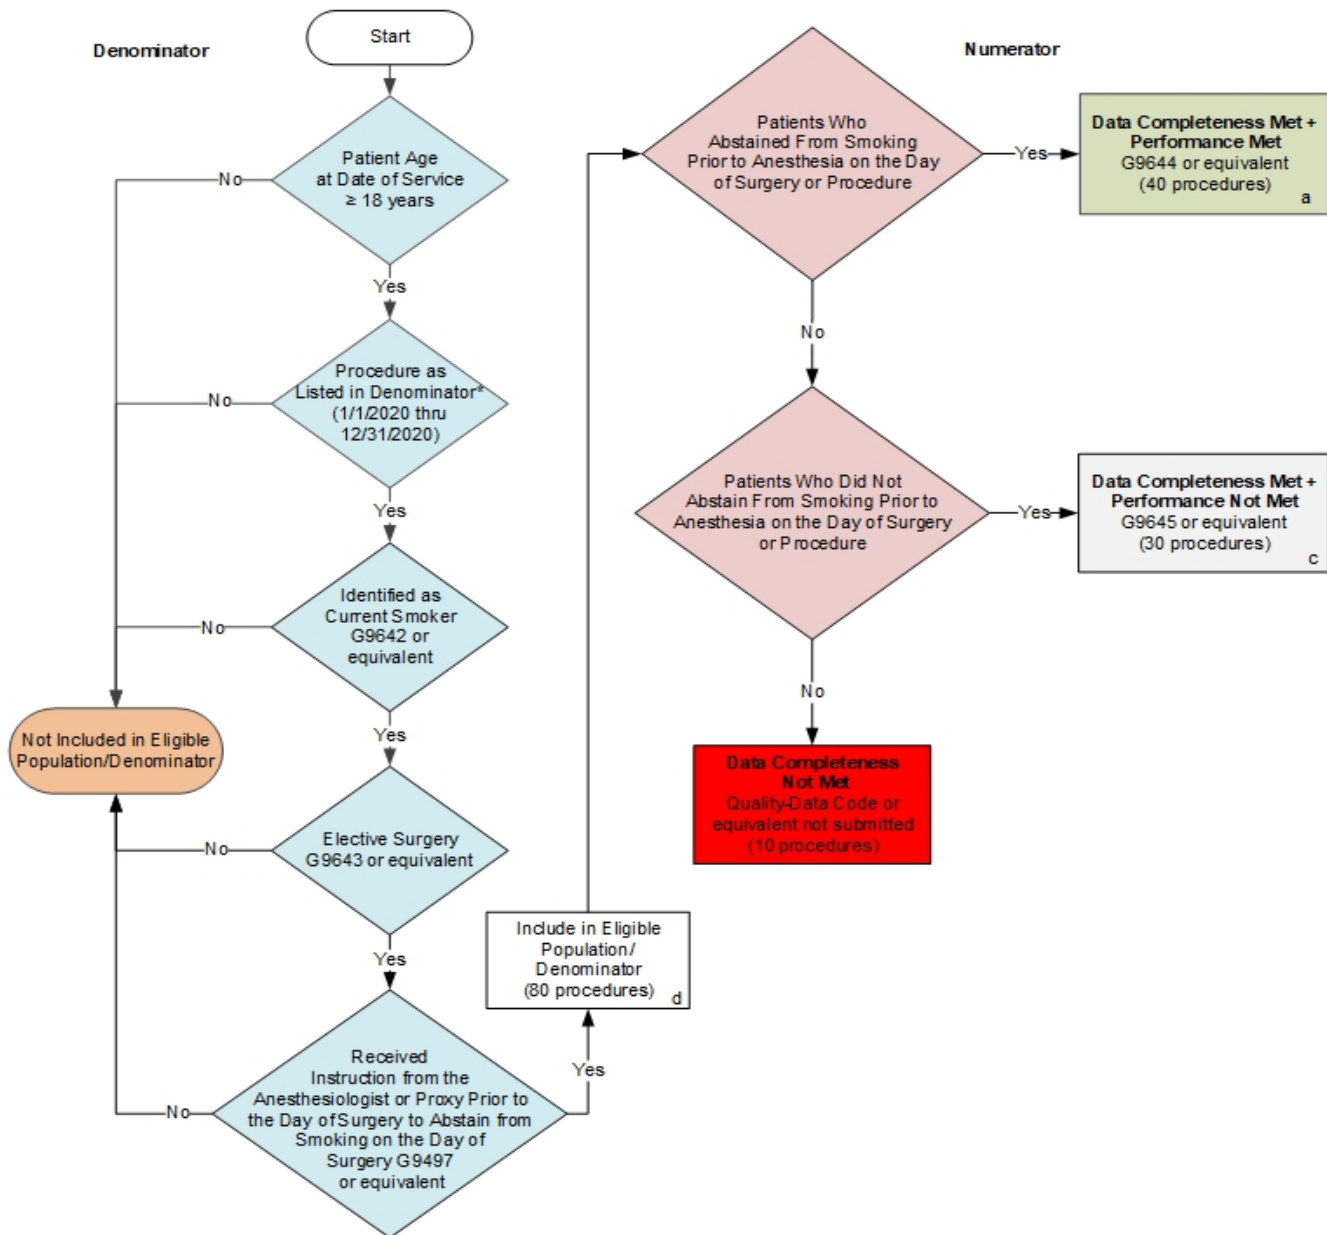 Denominator
Start
Patient Age
at Date of Service
≥ 18 years
No
Yes
Procedure as
Listed in Denominator*
(1/1/2020 thru
12/31/2020)
No
Yes
Identified as
Current Smoker
G9642 or
equivalent
No
Yes
Not Included in Eligible
Population/Denominator
Elective Surgery
G9643 or equivalent
No
Yes
Received
Instruction from the
Anesthesiologist or Proxy Prior to
the Day of Surgery to Abstain from
Smoking on the Day of
Surgery G9497
or equivalent
No
Yes
Include in Eligible
Population/
Denominator
(80 procedures)
d
Numerator
Patients Who
Abstained From Smoking
Prior to Anesthesia on the Day
of Surgery or Procedure
Yes
Data Completeness Met +
Performance Met
G9644 or equivalent
(40 procedures)
a
No
Patients Who Did Not
Abstain From Smoking Prior to
Anesthesia on the Day of Surgery
or Procedure
Yes
Data Completeness Met +
Performance Not Met
G9645 or equivalent
(30 procedures)
c
No
Data Completeness
Not Met
Quality-Data Code or
equivalent not submitted
(10 procedures)